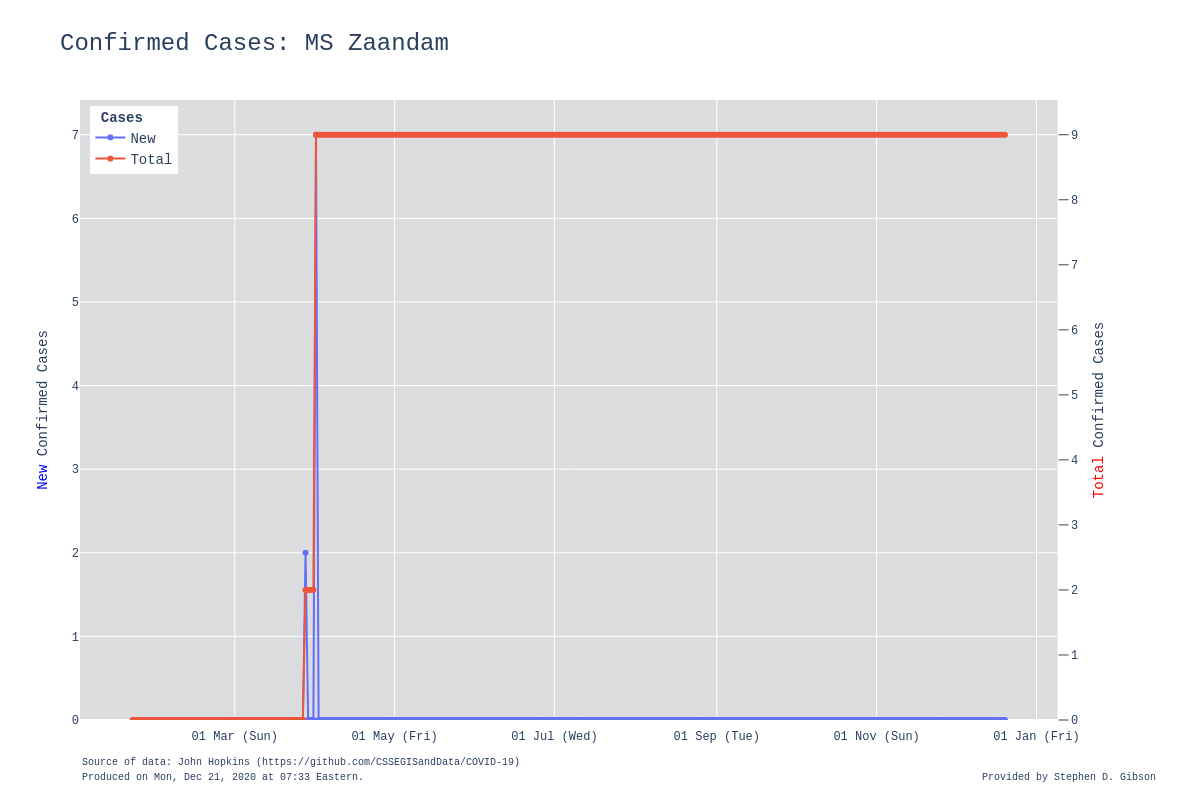 Confirmed Cases: MS Zaandam
Cases
New
Total
7
6
5
4
3
2
1
0
New Confirmed Cases
9
8
7
6
5
4
3
2
1
0
Total Confirmed Cases
01 Mar (Sun) 01 May (Fri) 01 Jul (Wed) 01 Sep (Tue) 01 Nov (Sun) 01 Jan (Fri)
Source of data: John Hopkins (https://github.com/CSSEGISandData/COVID-19)
Produced on Mon, Dec 21, 2020 at 07:33 Eastern.
Provided by Stephen D. Gibson